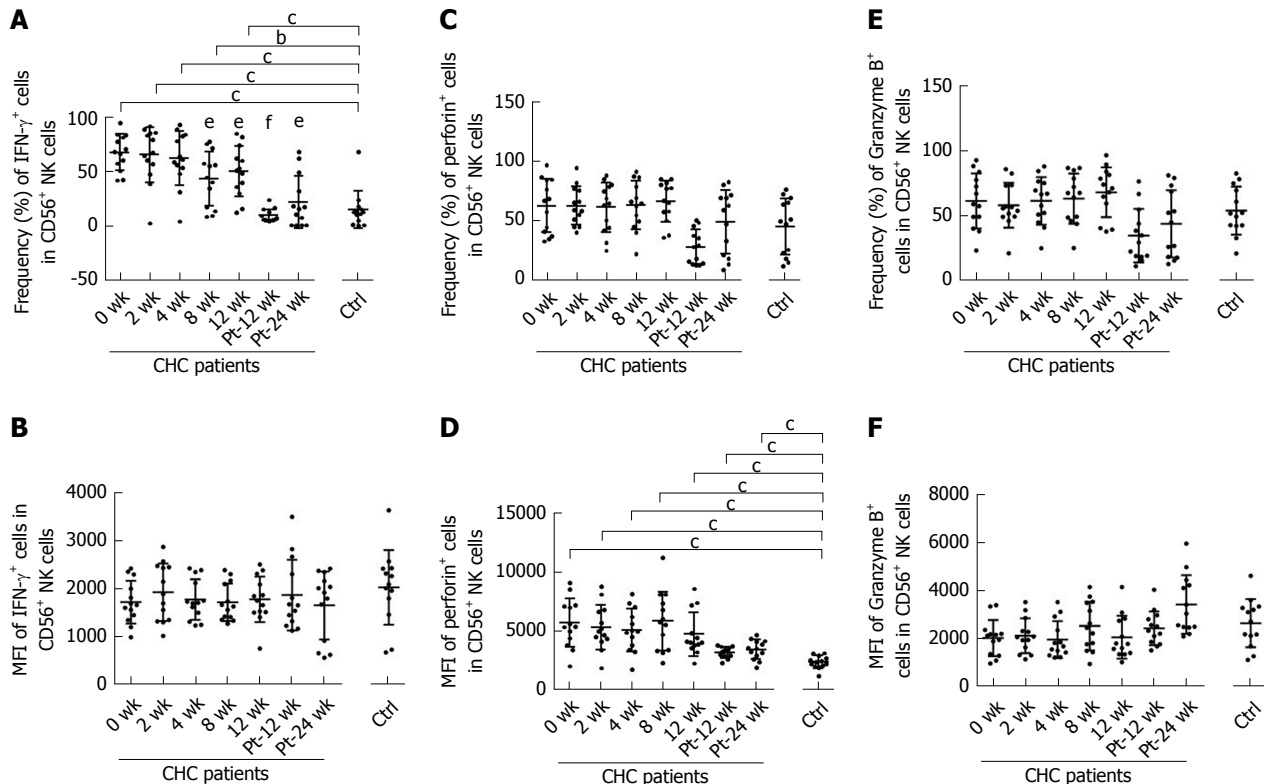 A
c
b
c
c
c
Frequency (%) of IFN-γ+ cells
in CD56+ NK cells
100
50
0
-50
e e f e
0 wk 2 wk 4 wk 8 wk 12 wk Pt-12 wk Pt-24 wk Ctrl
CHC patients
C
Frequency (%) of perforin+ cells
in CD56+ NK cells
150
100
50
0
0 wk 2 wk 4 wk 8 wk 12 wk Pt-12 wk Pt-24 wk Ctrl
CHC patients
E
Frequency (%) of Granzyme B+
cells in CD56+ NK cells
150
100
50
0
0 wk 2 wk 4 wk 8 wk 12 wk Pt-12 wk Pt-24 wk Ctrl
CHC patients
B
MFI of IFN-γ+ cells in
CD56+ NK cells
4000
3000
2000
1000
0
0 wk 2 wk 4 wk 8 wk 12 wk Pt-12 wk Pt-24 wk Ctrl
CHC patients
D
c
c
c
c
c
c
c
MFI of perforin+ cells
in CD56+ NK cells
15000
10000
5000
0
0 wk 2 wk 4 wk 8 wk 12 wk Pt-12 wk Pt-24 wk Ctrl
CHC patients
F
MFI of Granzyme B+
cells in CD56+ NK cells
8000
6000
4000
2000
0
0 wk 2 wk 4 wk 8 wk 12 wk Pt-12 wk Pt-24 wk Ctrl
CHC patients